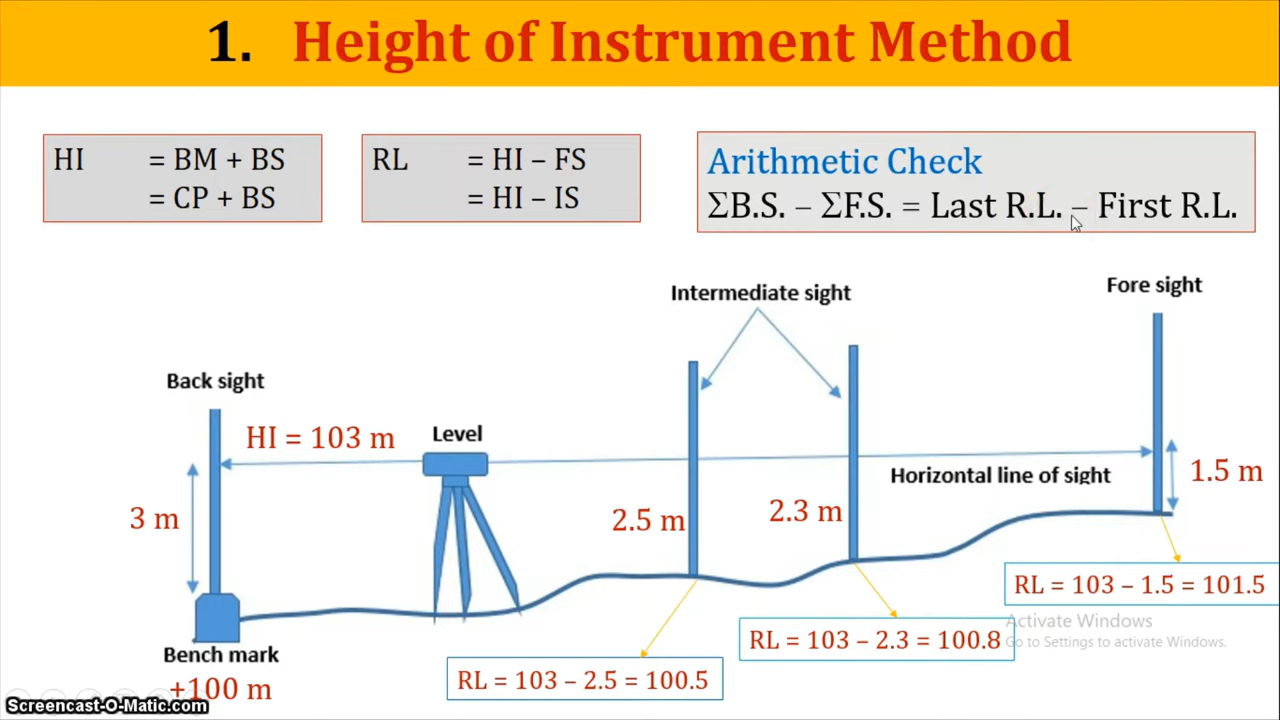 1. Height of Instrument Method
HI = BM + BS
= CP + BS
RL = HI – FS
= HI – IS
Arithmetic Check
ΣB.S. – ΣF.S. = Last R.L. – First R.L.
Intermediate sight
Fore sight
Back sight
HI = 103 m
Level
Horizontal line of sight
1.5 m
3 m
2.5 m
2.3 m
RL = 103 – 1.5 = 101.5
Activate Windows
Go to Settings to activate Windows.
RL = 103 – 2.3 = 100.8
Bench mark
+100 m
RL = 103 – 2.5 = 100.5
Screencast-O-Matic.com